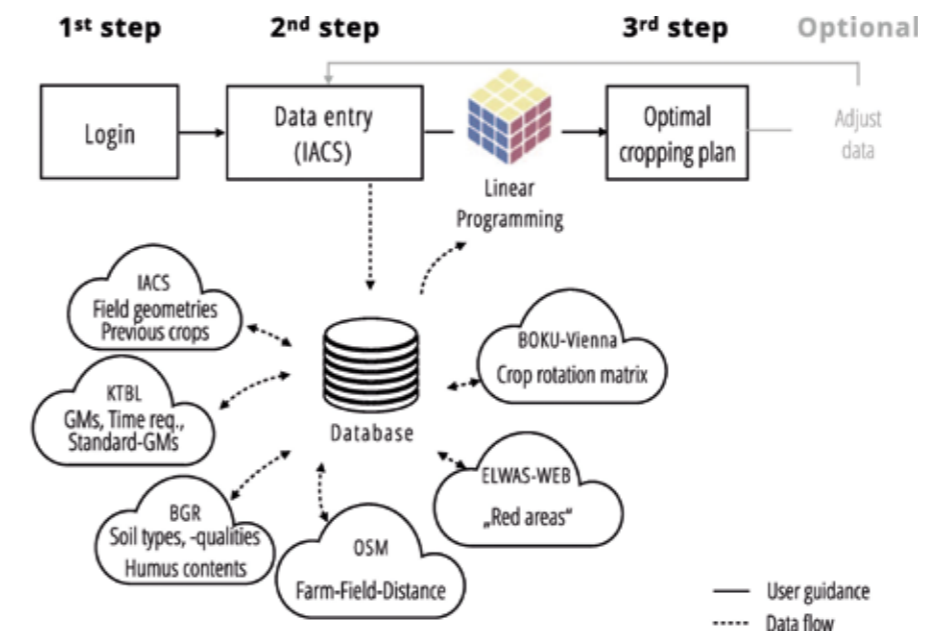 1st step
2nd step
3rd step
Optional
Login
Data entry
(IACS)
Linear
Programming
Optimal
cropping plan
Adjust
data
IACS
Field geometries
Previous crops
KTBL
GMs, Time req.,
Standard-GMs
BGR
Soil types, -qualities
Humus contents
Database
OSM
Farm-Field-Distance
BOKU-Vienna
Crop rotation matrix
ELWAS-WEB
„Red areas“
User guidance
Data flow